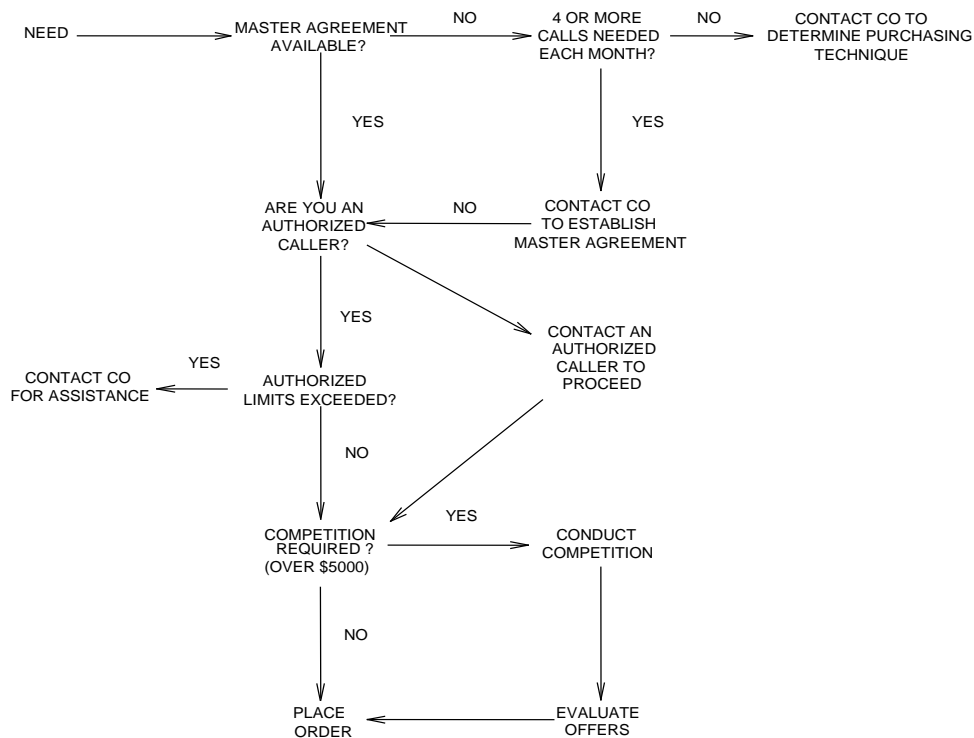 NEED
MASTER AGREEMENT
AVAILABLE?
NO
4 OR MORE
CALLS NEEDED
EACH MONTH?
NO
CONTACT CO TO
DETERMINE PURCHASING
TECHNIQUE
YES
YES
ARE YOU AN
AUTHORIZED
CALLER?
NO
CONTACT CO
TO ESTABLISH
MASTER AGREEMENT
YES
CONTACT AN
AUTHORIZED
CALLER TO
PROCEED
YES
CONTACT CO
FOR ASSISTANCE
AUTHORIZED
LIMITS EXCEEDED?
NO
COMPETITION
REQUIRED ?
(OVER $5000)
YES
CONDUCT
COMPETITION
NO
PLACE
ORDER
EVALUATE
OFFERS